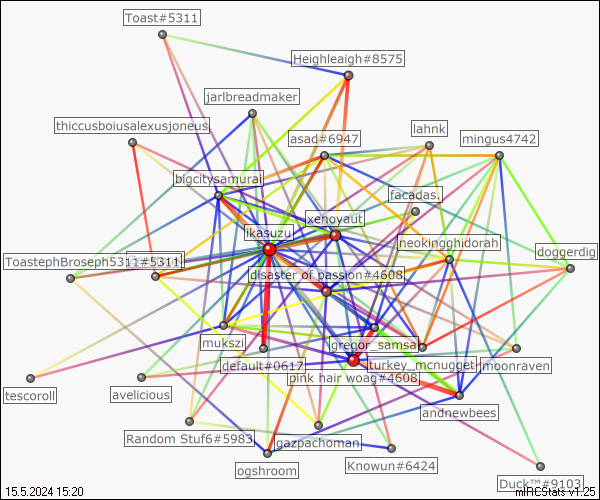 Toast#5311
Heighleaigh#8575
jarlbreadmaker
thiccusboiusalexusjoneus
lahnk
asad#6947
mingus4742
bigcitysamurai
facadas.
xenoyaut
ikasuzu
neokingghidorah
doggerdig
ToastephBroseph5311
#5311
disaster of passion#4608
mukszi
gregor_samsa
default#0617
turkey_mcnugget
moonraven
pink hair woag#4608
tescoroll
avelicious
andnewbees
Random Stuf6#5983
gazpachoman
ogshroom
Knowun#6424
Duck™#9103
15.5.2024 15:20
mIRCStats v1.25